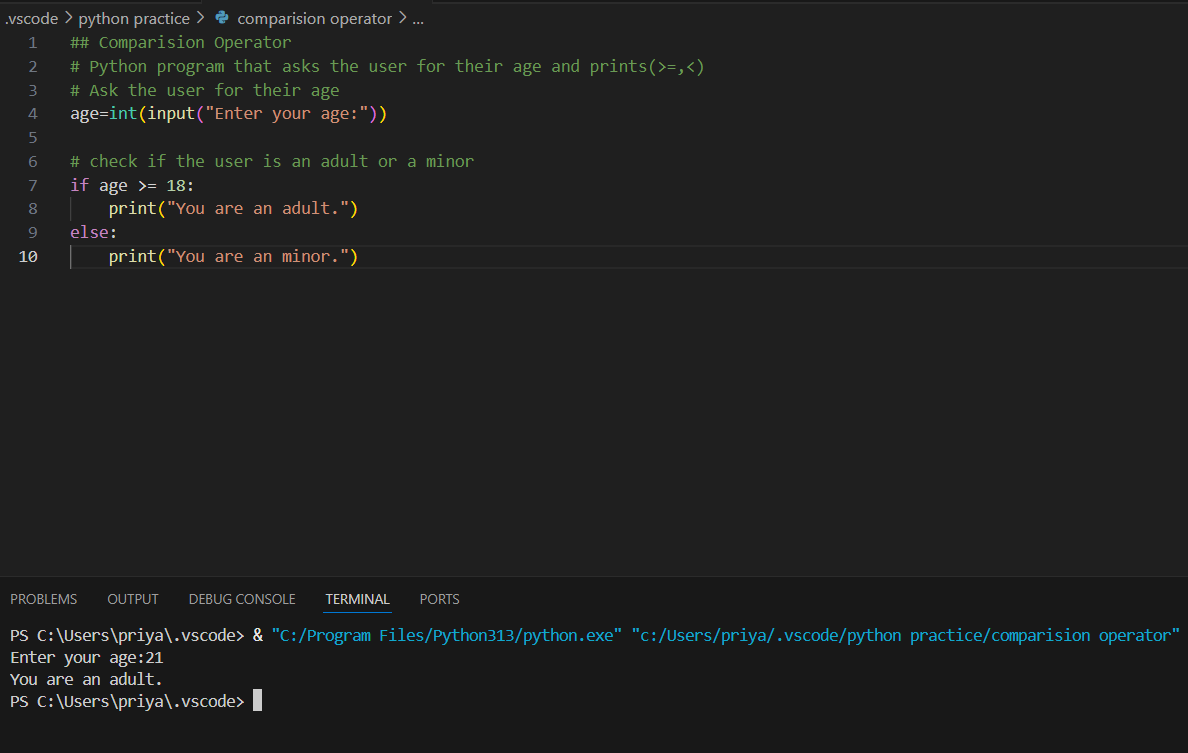 .vscode > python practice > comparision operator > ...
1 ## Comparision Operator
2 # Python program that asks the user for their age and prints(>=,<)
3 # Ask the user for their age
4 age=int(input("Enter your age:"))
5
6 # check if the user is an adult or a minor
7 if age >= 18:
8     print("You are an adult.")
9 else:
10     print("You are an minor.")
PROBLEMS OUTPUT DEBUG CONSOLE TERMINAL PORTS
PS C:\Users\priya\.vscode> & "C:/Program Files/Python313/python.exe" "c:/Users/priya/.vscode/python practice/comparision operator"
Enter your age:21
You are an adult.
PS C:\Users\priya\.vscode>